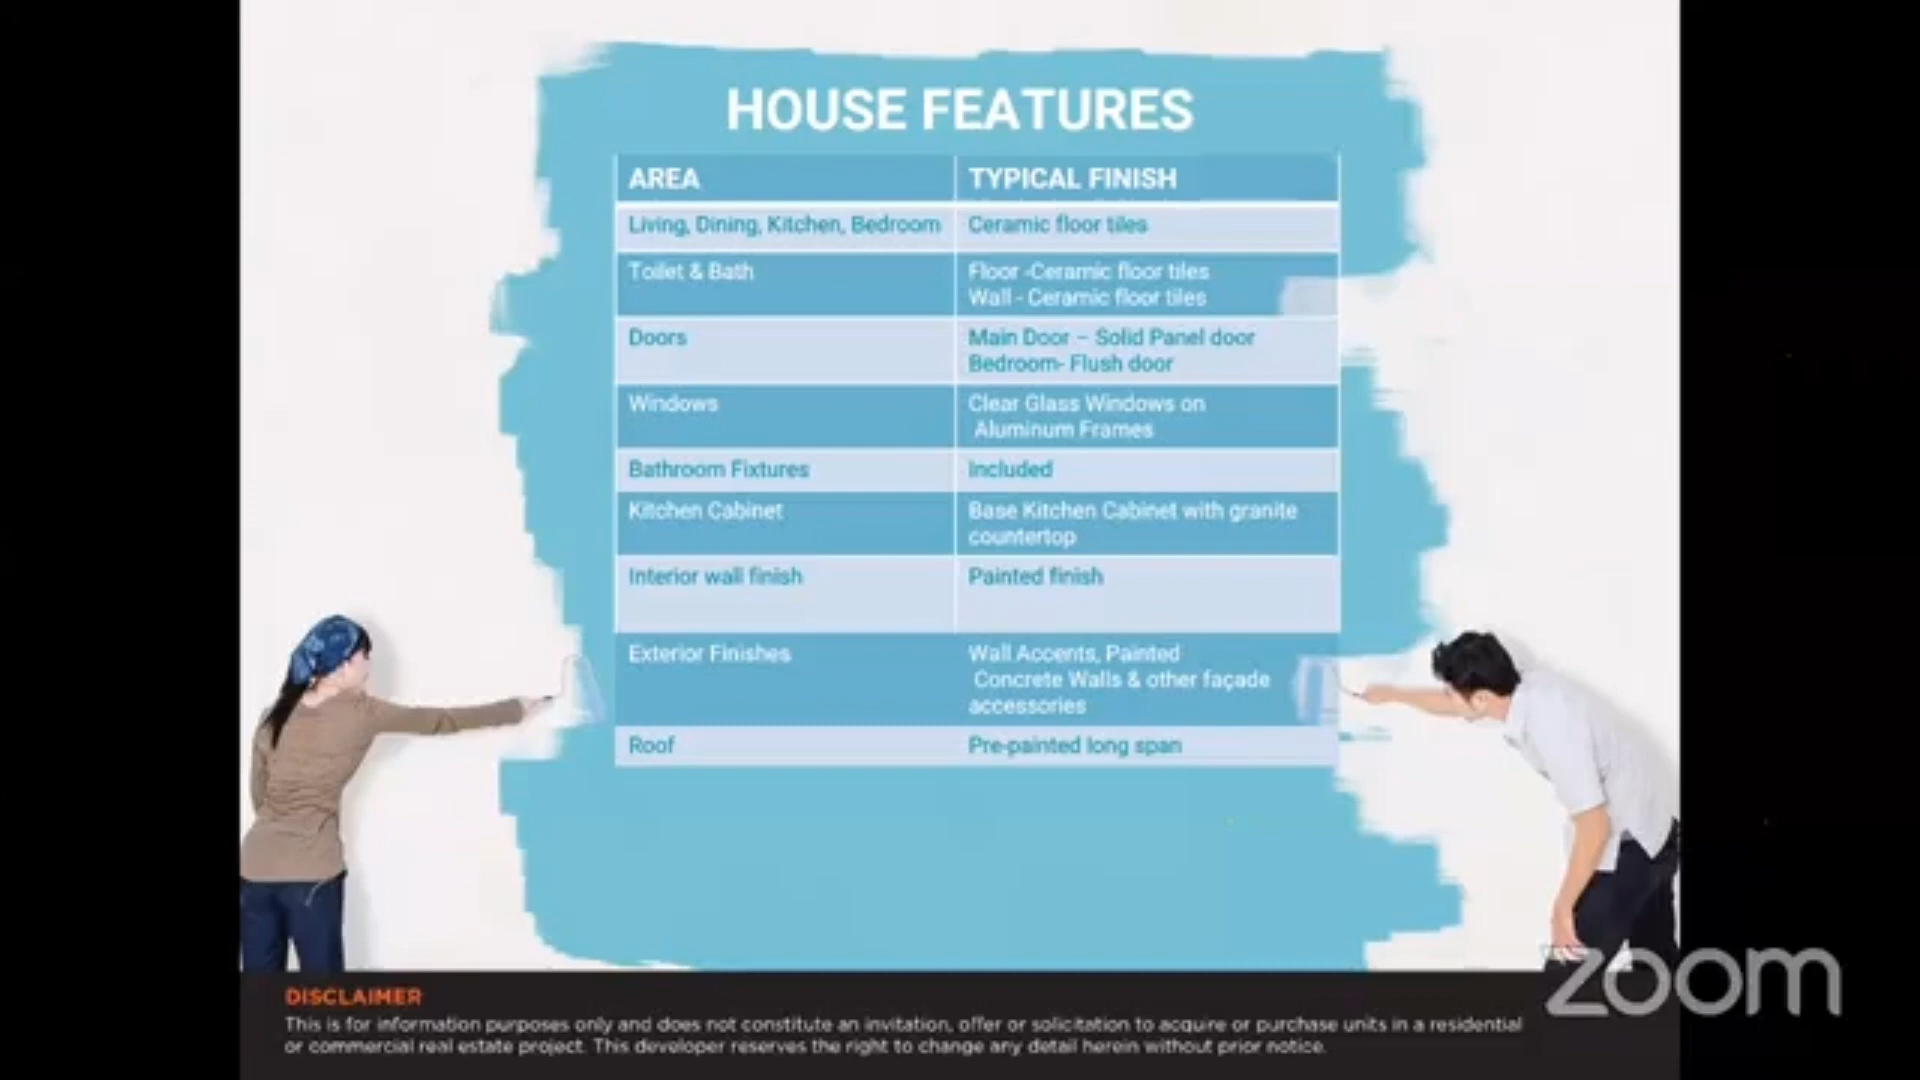 HOUSE FEATURES
AREA TYPICAL FINISH
Living, Dining, Kitchen, Bedroom Ceramic floor tiles
Toilet & Bath Floor -Ceramic floor tiles
Wall - Ceramic floor tiles
Doors Main Door – Solid Panel door
Bedroom- Flush door
Windows Clear Glass Windows on
Aluminum Frames
Bathroom Fixtures Included
Kitchen Cabinet Base Kitchen Cabinet with granite
countertop
Interior wall finish Painted finish
Exterior Finishes Wall Accents, Painted
Concrete Walls & other façade
accessories
Roof Pre-painted long span
DISCLAIMER
This is for information purposes only and does not constitute an invitation, offer or solicitation to acquire or purchase units in a residential
or commercial real estate project. This developer reserves the right to change any detail herein without prior notice.
zoom